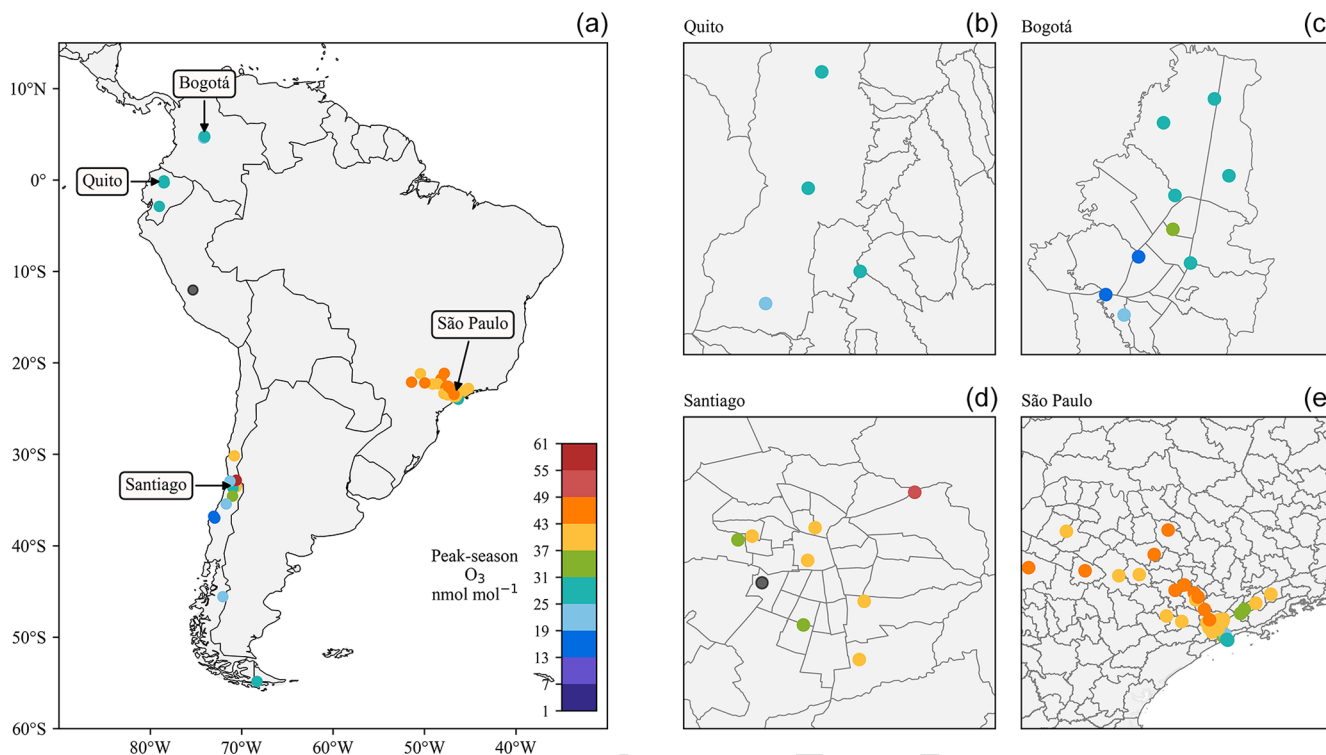 (a)
Bogotá
Quito
São Paulo
Santiago
10°N
0°
10°S
20°S
30°S
40°S
50°S
60°S
80°W
70°W
60°W
50°W
40°W
Peak-season
O₃
nmol mol⁻¹
61
55
49
43
37
31
25
19
13
7
1
Quito
(b)
Bogotá
(c)
Santiago
(d)
São Paulo
(e)